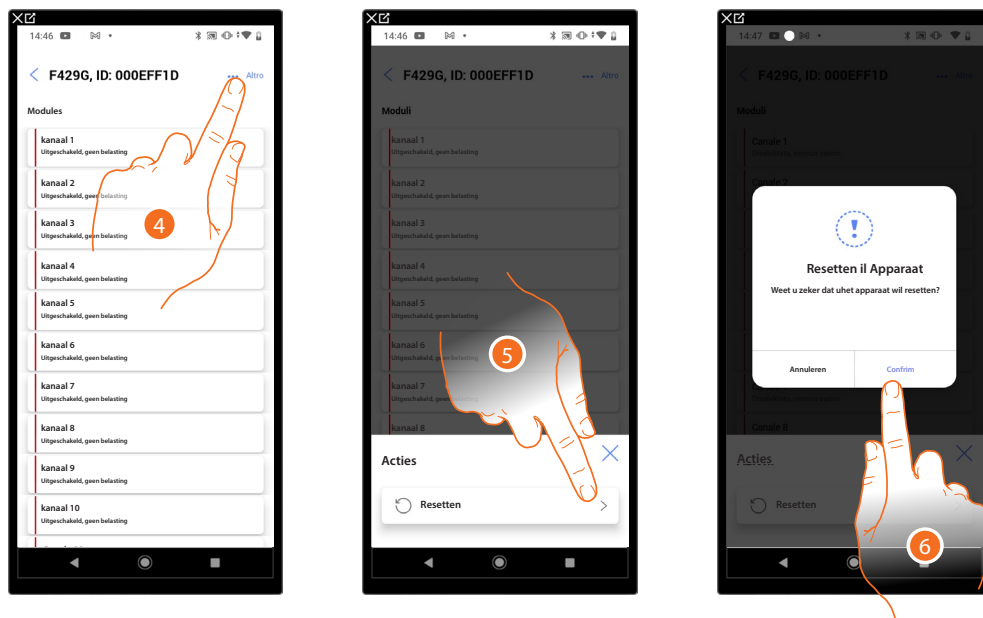 14:46
F429G, ID: 000EFF1D
Altro
Modules
kanaal 1
Uitgeschakeld, geen belasting
kanaal 2
Uitgeschakeld, geen belasting
kanaal 3
Uitgeschakeld, geen belasting
kanaal 4
Uitgeschakeld, geen belasting
kanaal 5
Uitgeschakeld, geen belasting
kanaal 6
Uitgeschakeld, geen belasting
kanaal 7
Uitgeschakeld, geen belasting
kanaal 8
Uitgeschakeld, geen belasting
kanaal 9
Uitgeschakeld, geen belasting
kanaal 10
Uitgeschakeld, geen belasting
4
14:46
F429G, ID: 000EFF1D
Altro
Moduli
kanaal 1
Uitgeschakeld, geen belasting
kanaal 2
Uitgeschakeld, geen belasting
kanaal 3
Uitgeschakeld, geen belasting
kanaal 4
Uitgeschakeld, geen belasting
kanaal 5
Uitgeschakeld, geen belasting
kanaal 6
Uitgeschakeld, geen belasting
kanaal 7
Uitgeschakeld, geen belasting
kanaal 8
5
Acties
Resetten
14:47
F429G, ID: 000EFF1D
Altro
Moduli
Canale 1
Canale 2
Resetten il Apparaat
Weet u zeker dat uhet apparaat wil resetten?
Annuleren
Confrim
Canale 8
Acties
Resetten
6